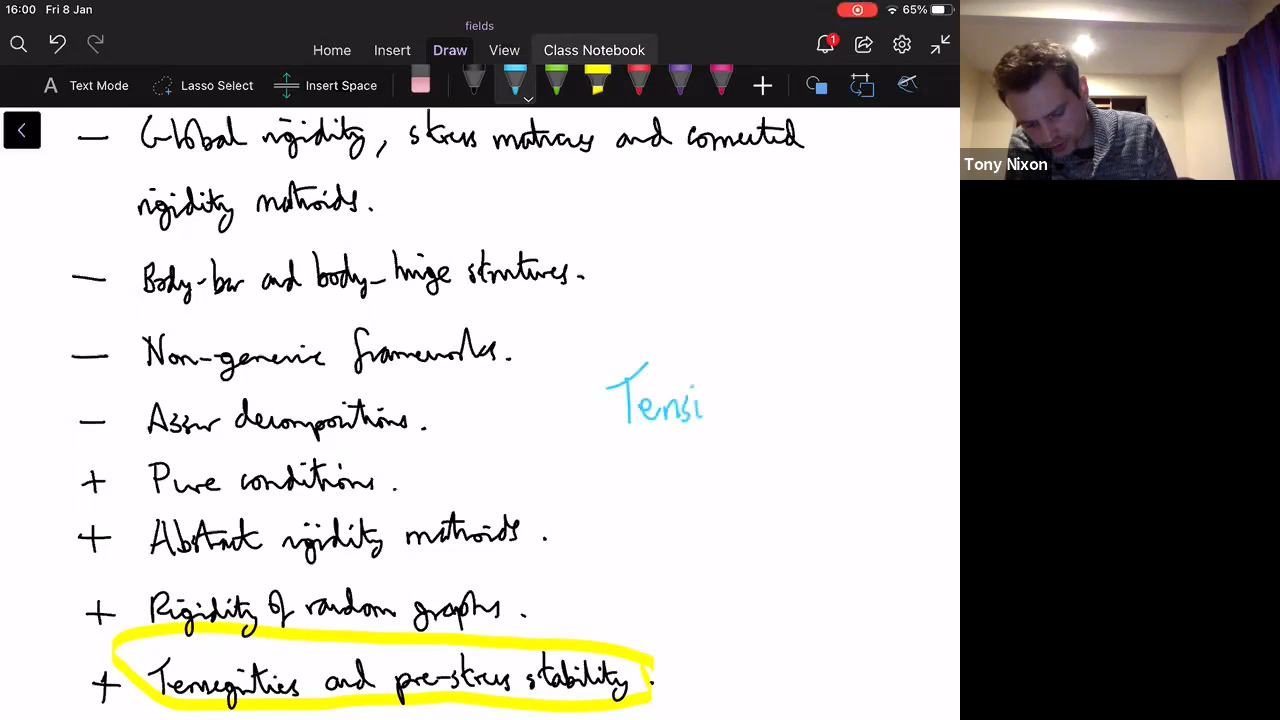 16:00 Fri 8 Jan
65%
fields
Home Insert Draw View Class Notebook
1
Text Mode Lasso Select Insert Space
Tony Nixon
— Global rigidity, stress matrices and connected
rigidity matroids.
— Body-bar and body-hinge structures.
— Non-generic frameworks.
Tensi
— Assur decompositions.
+ Pure conditions.
+ Abstract rigidity matroids.
+ Rigidity of random graphs.
+ Tensegrities and pre-stress stability.